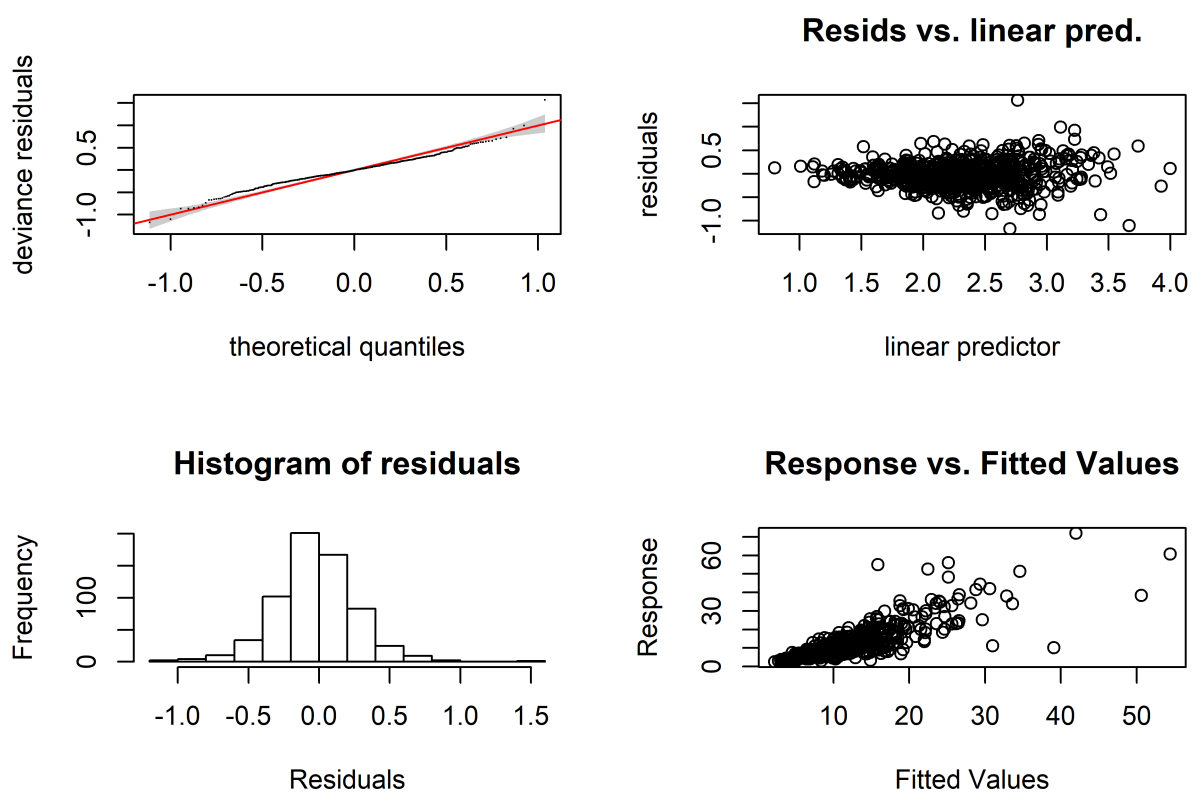 deviance residuals
0.5
-1.0
-1.0 -0.5 0.0 0.5 1.0
theoretical quantiles
Resids vs. linear pred.
residuals
0.5
-1.0
1.0 1.5 2.0 2.5 3.0 3.5 4.0
linear predictor
Histogram of residuals
Frequency
100
0
-1.0 -0.5 0.0 0.5 1.0 1.5
Residuals
Response vs. Fitted Values
Response
60
30
0
10 20 30 40 50
Fitted Values